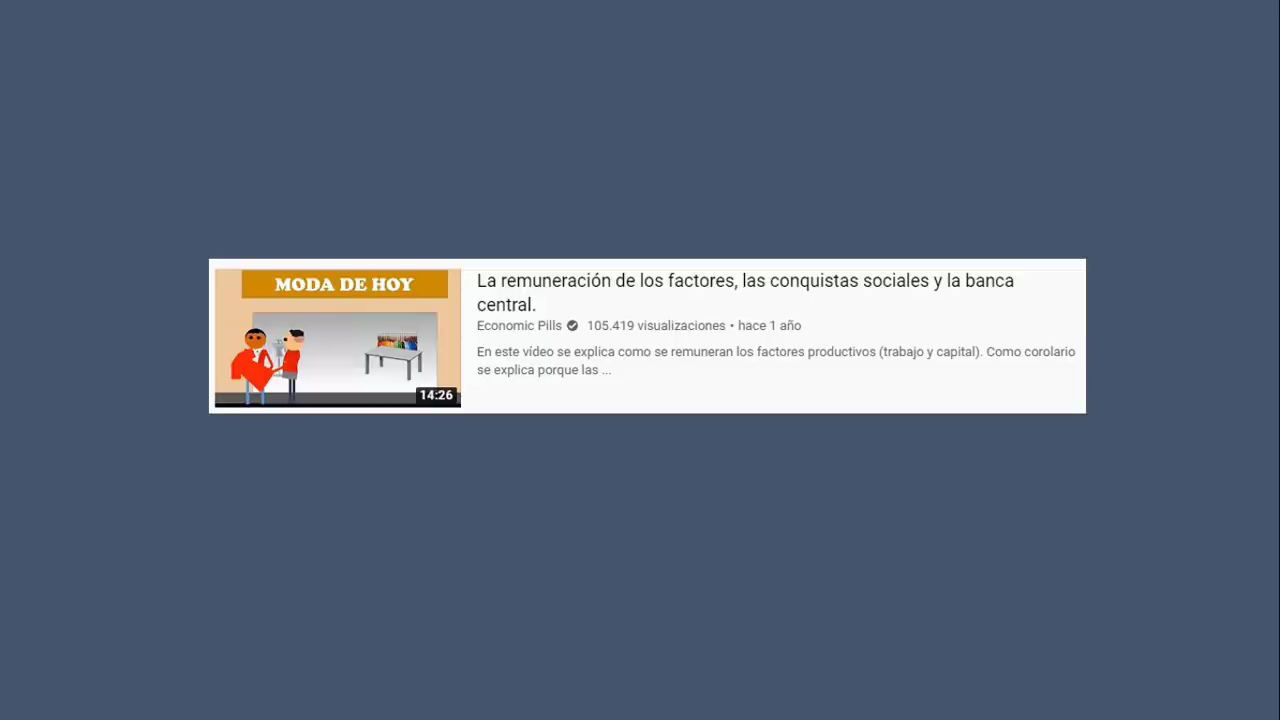 MODA DE HOY
14:26
La remuneración de los factores, las conquistas sociales y la banca
central.
Economic Pills 105.419 visualizaciones • hace 1 año
En este vídeo se explica como se remuneran los factores productivos (trabajo y capital). Como corolario
se explica porque las ...